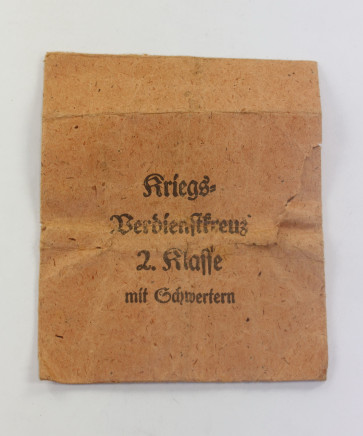 Kriegs-
Verdienstkreuz
2. Klasse
mit Schwertern